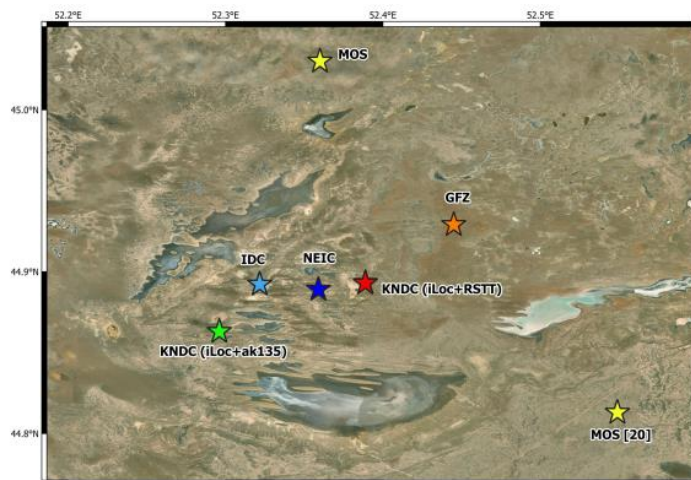 52.2°E 52.3°E 52.4°E 52.5°E
MOS
45.0°N
GFZ
IDC NEIC
44.9°N
KNDC (iLoc+RSTT)
KNDC (iLoc+ak135)
44.8°N
MOS [20]